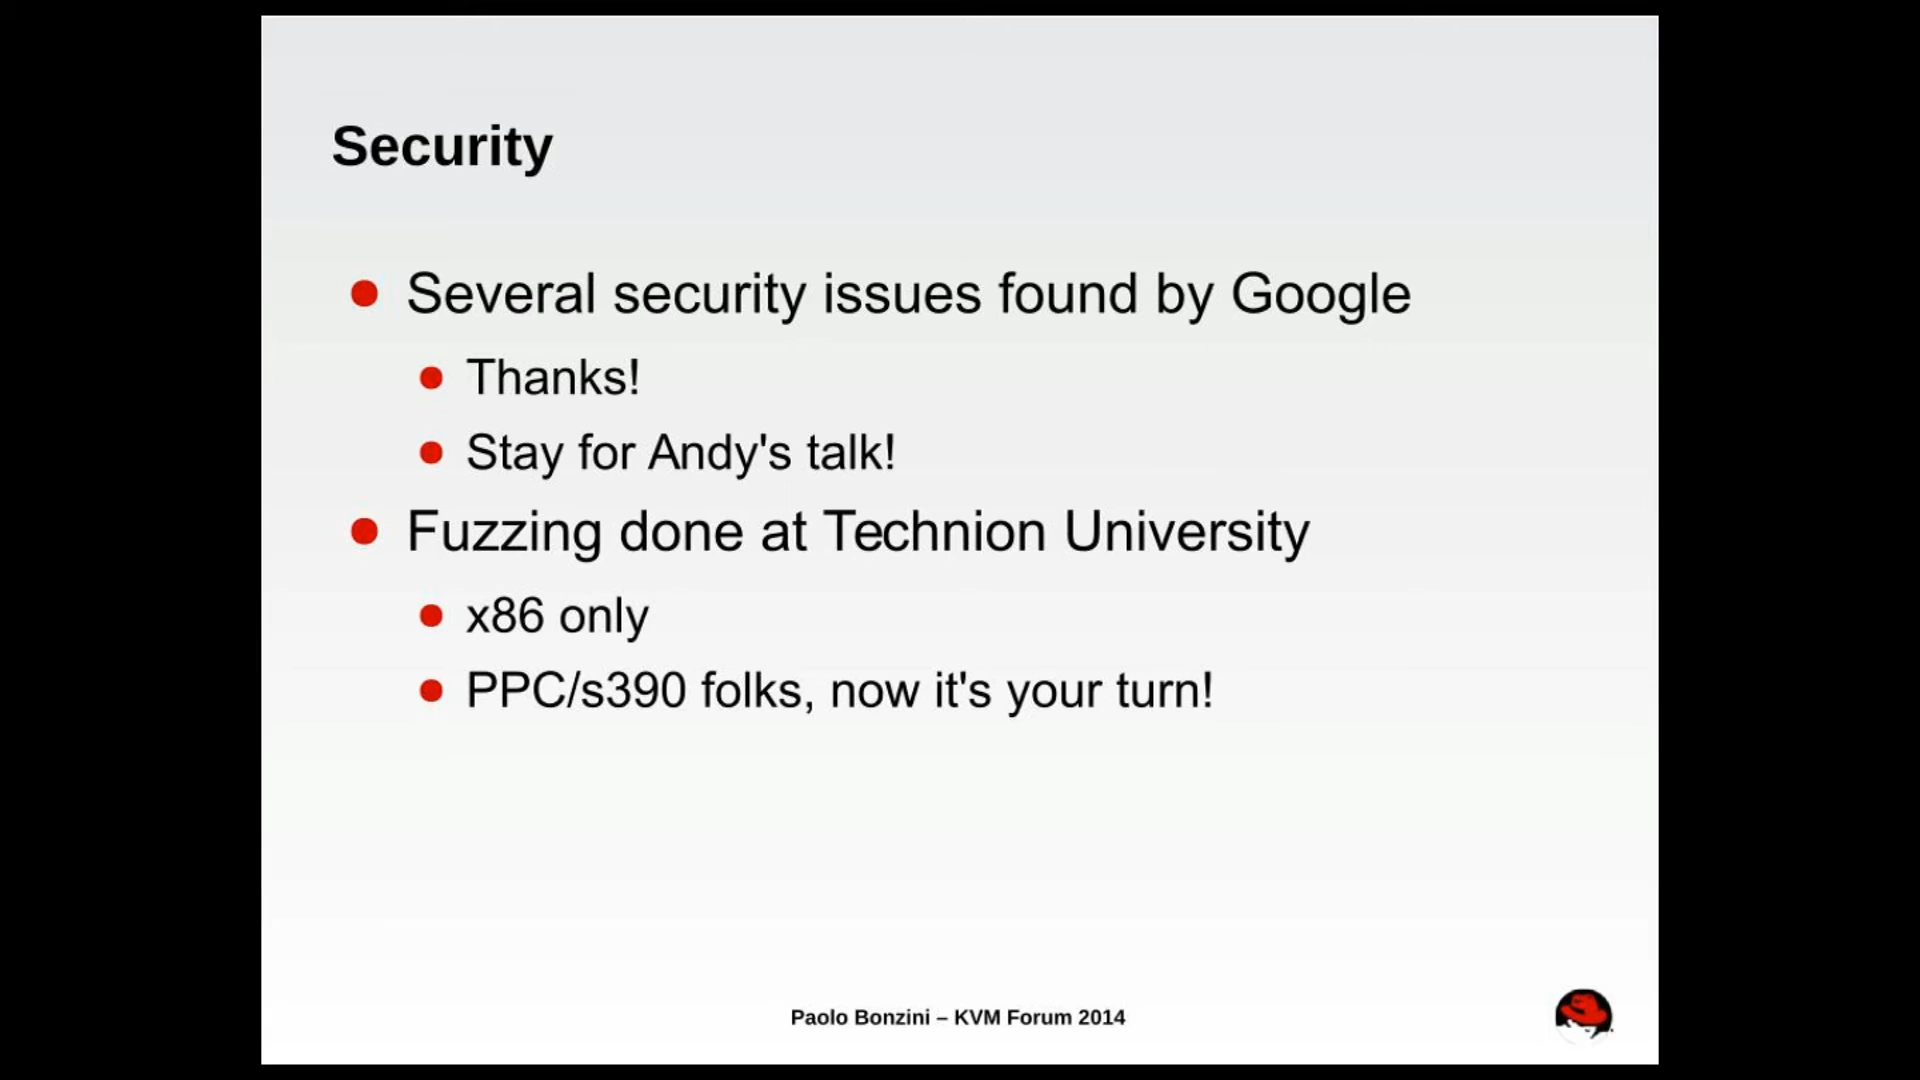 Security
Several security issues found by Google
Thanks!
Stay for Andy's talk!
Fuzzing done at Technion University
x86 only
PPC/s390 folks, now it's your turn!
Paolo Bonzini – KVM Forum 2014